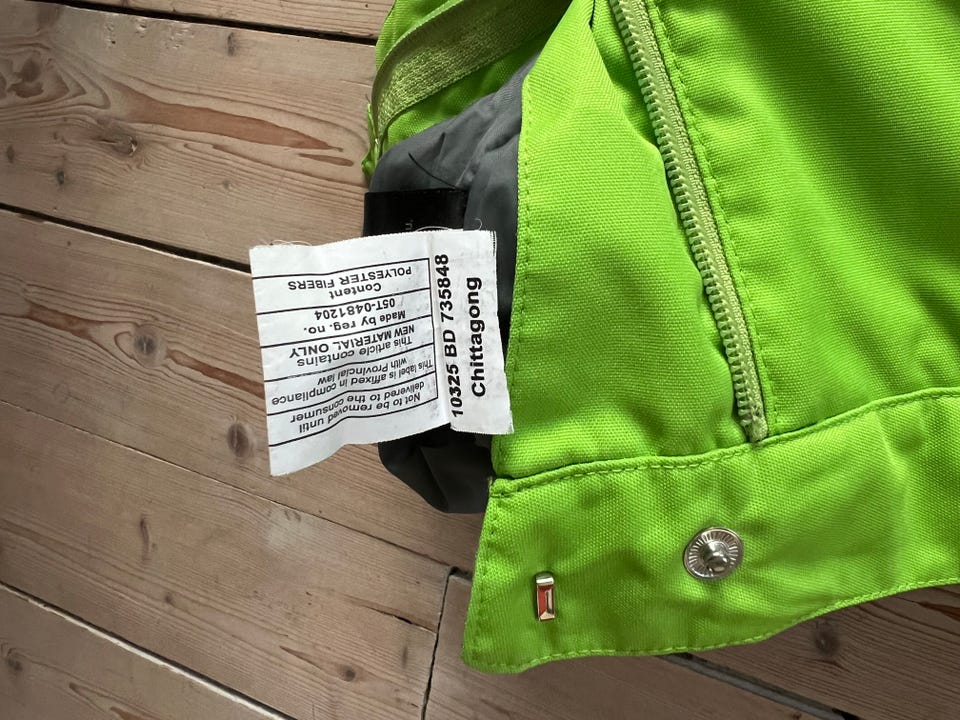 Not to be removed until
delivered to the consumer
This label is affixed in compliance
with Provincial law
This article contains
NEW MATERIAL ONLY
Made by reg. no.
05T-0481204
Content
POLYESTER FIBERS
10325 BD 735848
Chittagong